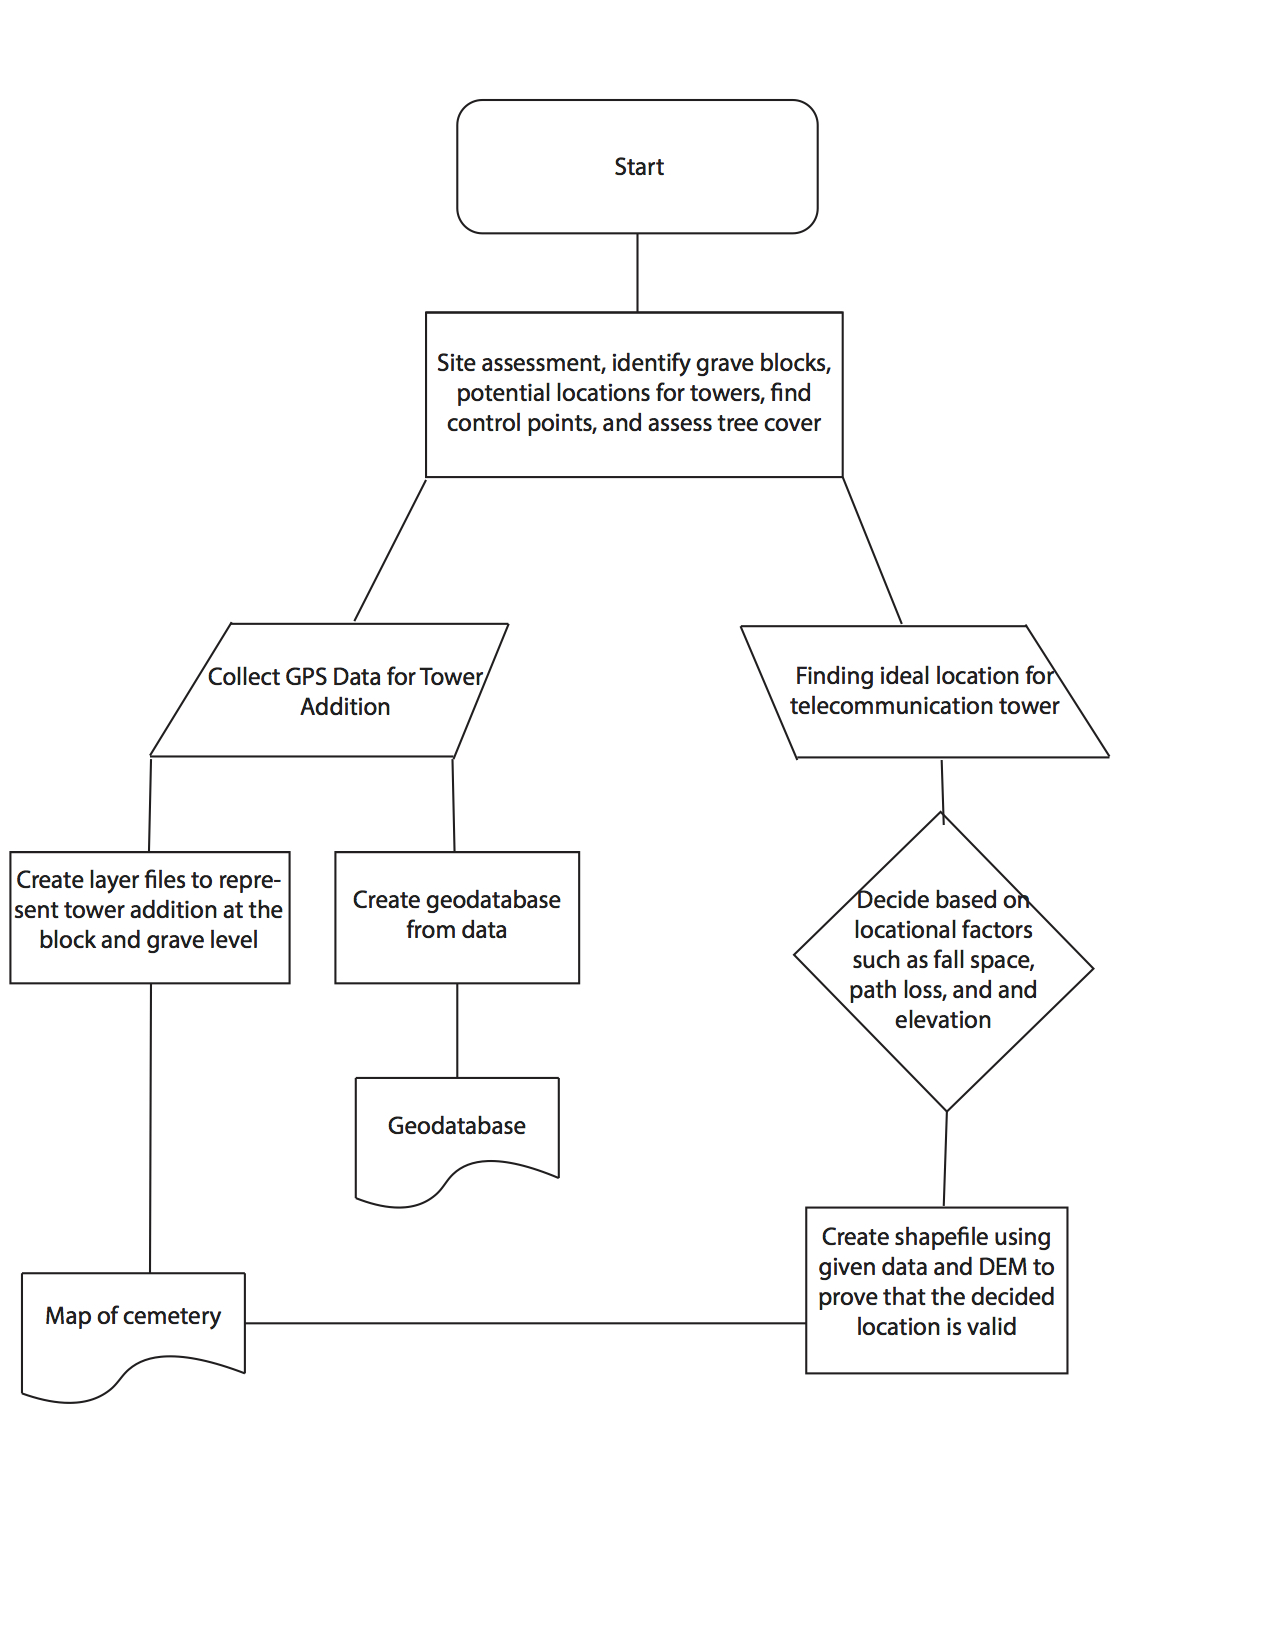 Start
Site assessment, identify grave blocks,
potential locations for towers, find
control points, and assess tree cover
Collect GPS Data for Tower
Addition
Finding ideal location for
telecommunication tower
Create layer files to repre-
sent tower addition at the
block and grave level
Create geodatabase
from data
Decide based on
locational factors
such as fall space,
path loss, and and
elevation
Geodatabase
Create shapefile using
given data and DEM to
prove that the decided
location is valid
Map of cemetery